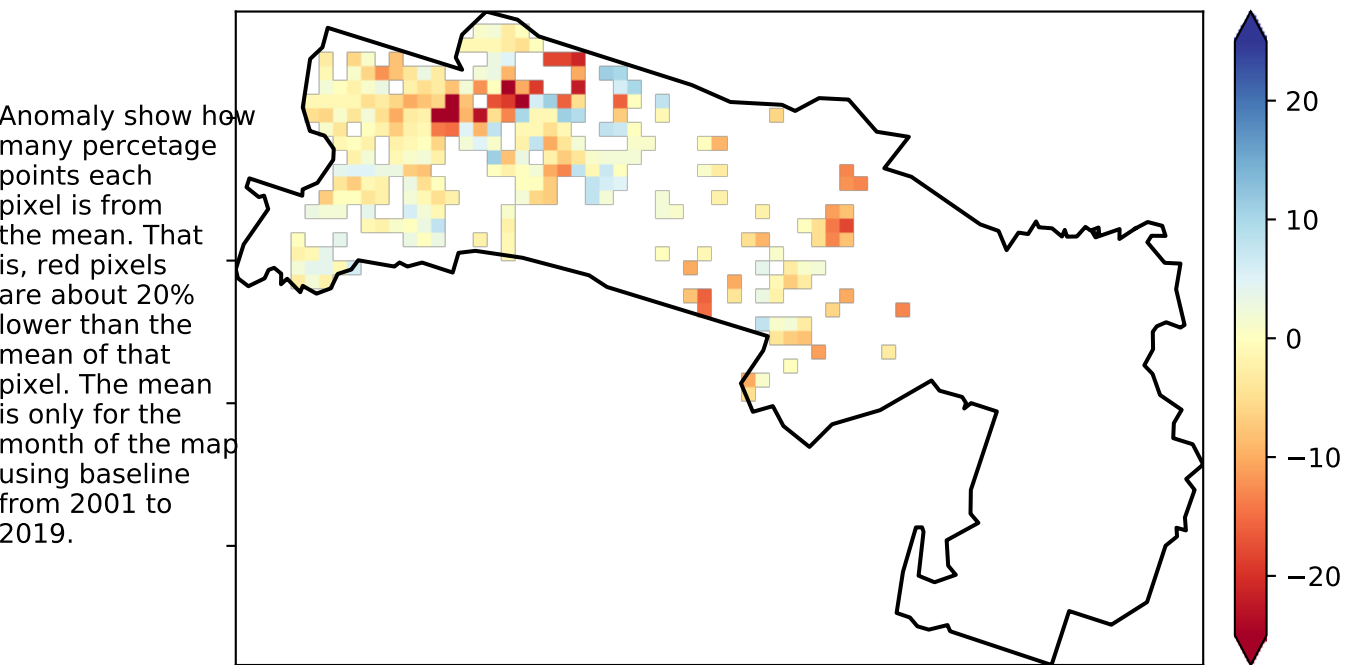 Anomaly show how
many percetage
points each
pixel is from
the mean. That
is, red pixels
are about 20%
lower than the
mean of that
pixel. The mean
is only for the
month of the map
using baseline
from 2001 to
2019.
20
10
0
−10
−20